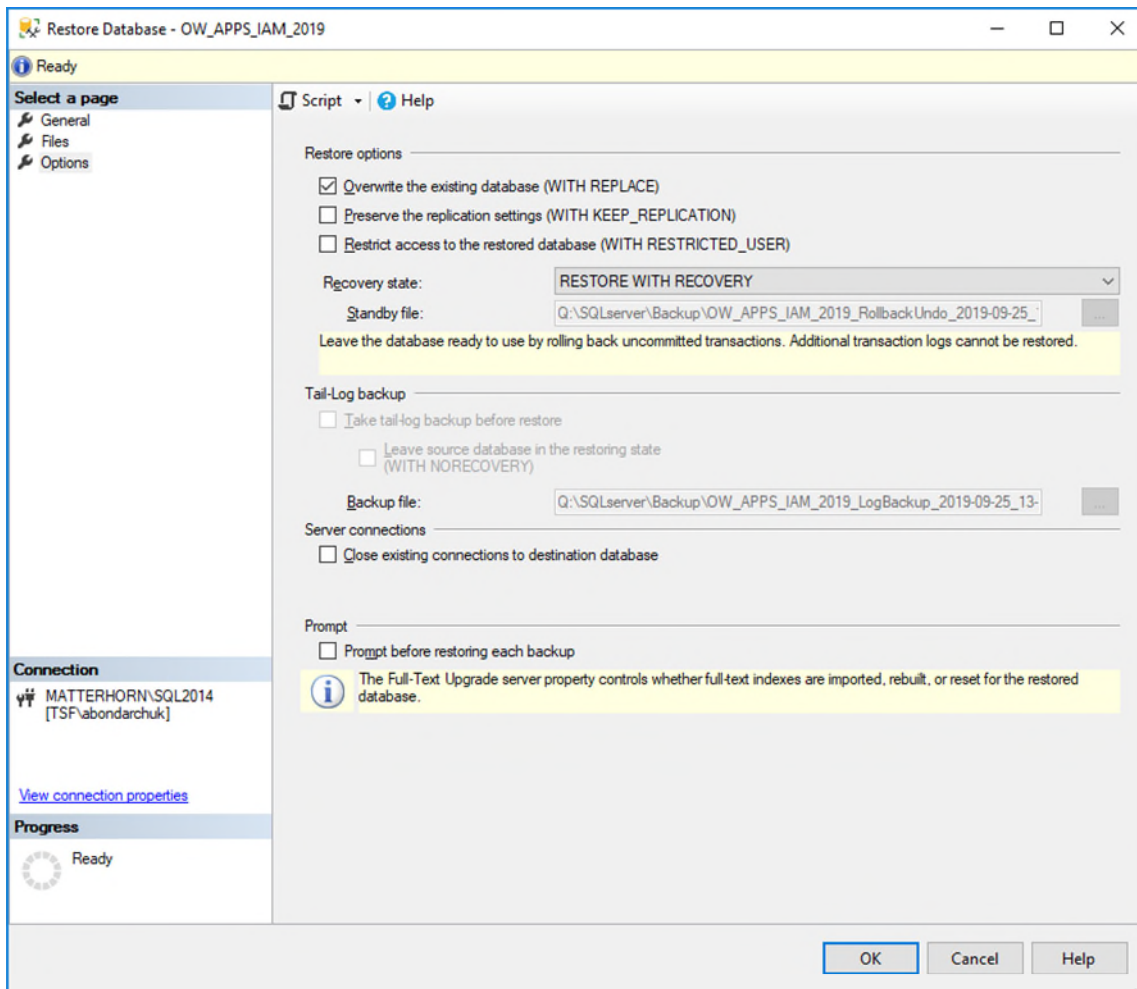 Restore Database - OW_APPS_IAM_2019
Ready
Select a page
General
Files
Options
Script
Help
Restore options
Overwrite the existing database (WITH REPLACE)
Preserve the replication settings (WITH KEEP_REPLICATION)
Restrict access to the restored database (WITH RESTRICTED_USER)
Recovery state:
RESTORE WITH RECOVERY
Standby file:
Q:\SQLserver\Backup\OW_APPS_IAM_2019_RollbackUndo_2019-09-25_
...
Leave the database ready to use by rolling back uncommitted transactions. Additional transaction logs cannot be restored.
Tail-Log backup
Take tail-log backup before restore
Leave source database in the restoring state
(WITH NORECOVERY)
Backup file:
Q:\SQLserver\Backup\OW_APPS_IAM_2019_LogBackup_2019-09-25_13-
...
Server connections
Close existing connections to destination database
Prompt
Prompt before restoring each backup
The Full-Text Upgrade server property controls whether full-text indexes are imported, rebuilt, or reset for the restored
database.
Connection
MATTERHORN\SQL2014
[TSF\abondarchuk]
View connection properties
Progress
Ready
OK
Cancel
Help